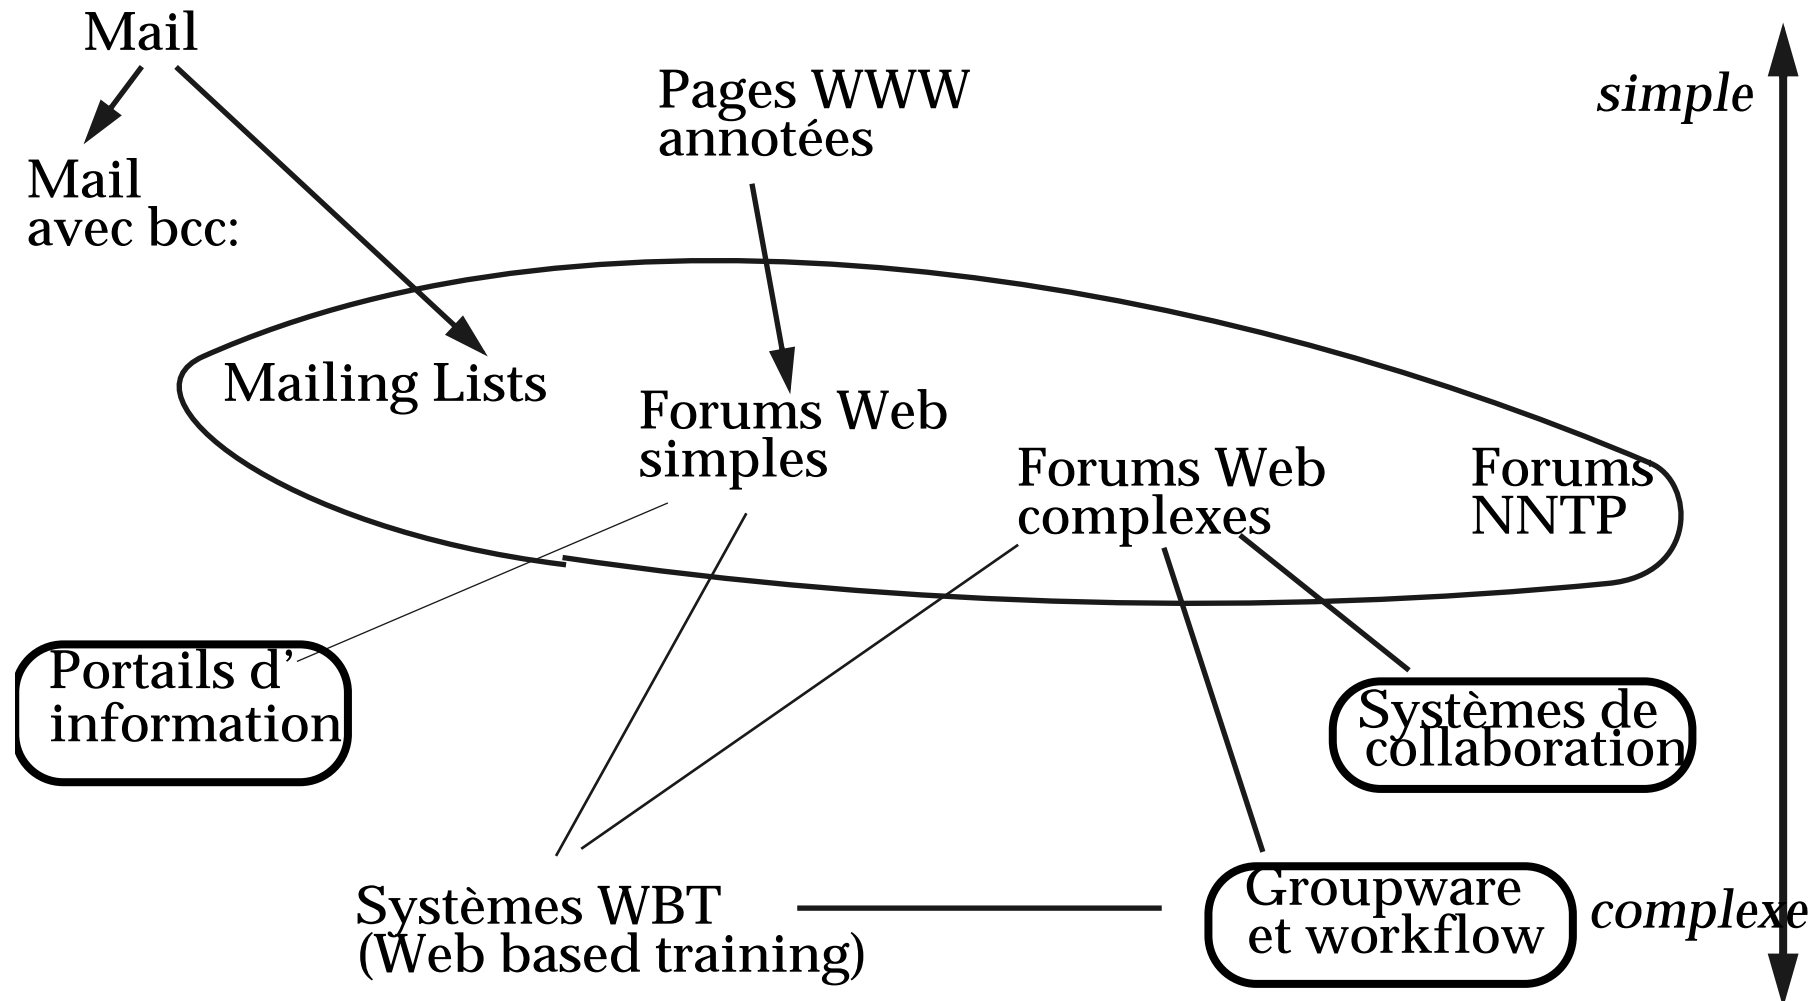 Mail
Pages WWW
annotées
simple
Mail
avec bcc:
Mailing Lists
Forums Web
simples
Forums Web
complexes
Forums
NNTP
Portails d’
information
Systèmes de
collaboration
Systèmes WBT
(Web based training)
Groupware
et workflow
complexe